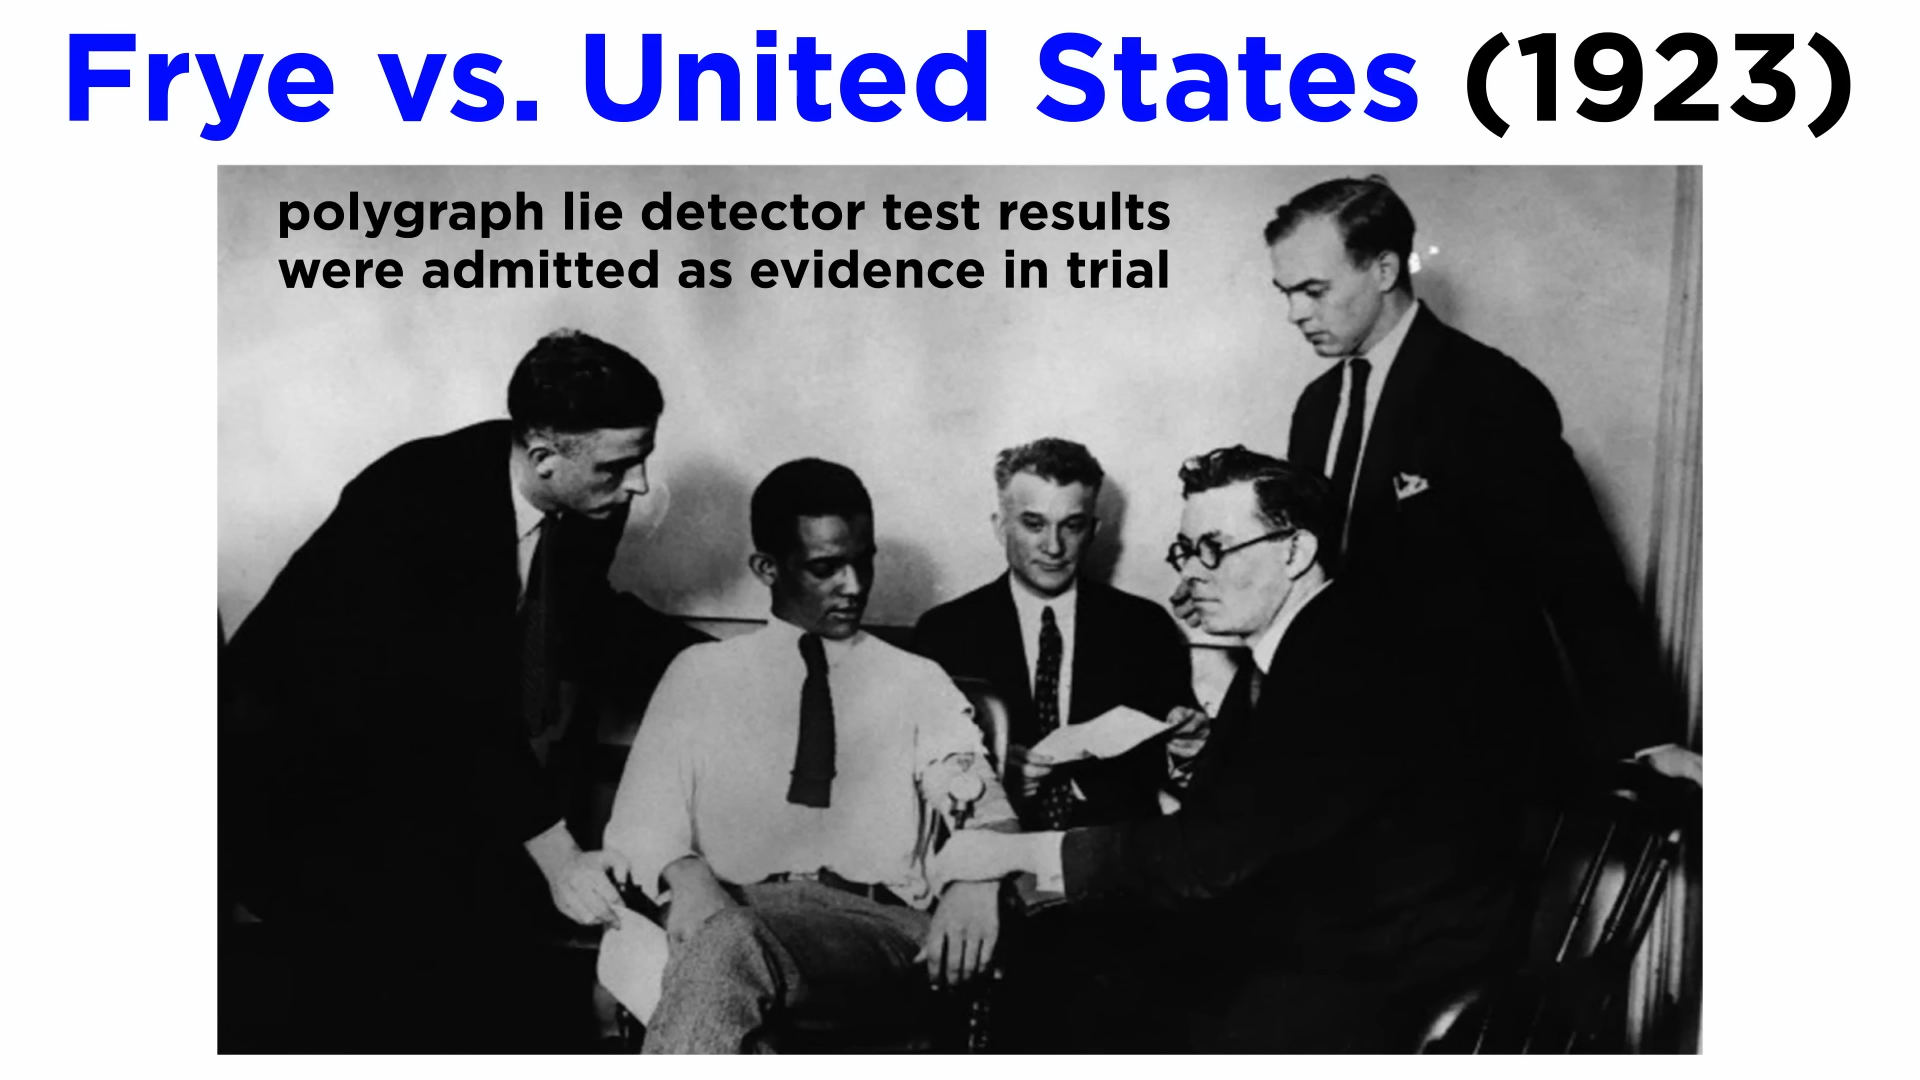 Frye vs. United States (1923)
polygraph lie detector test results
were admitted as evidence in trial